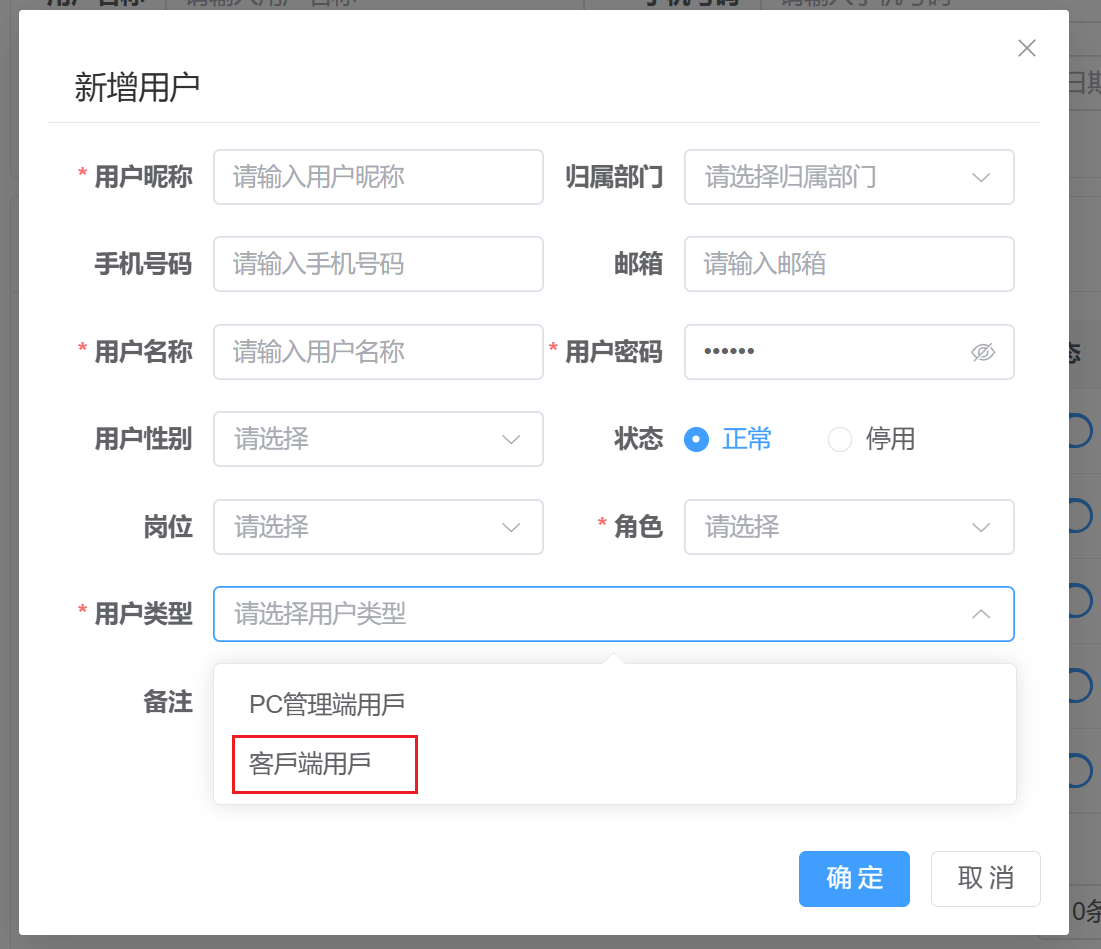 新增用户
* 用户昵称 请输入用户昵称 归属部门 请选择归属部门
手机号码 请输入手机号码 邮箱 请输入邮箱
* 用户名称 请输入用户名称 * 用户密码 ••••••
用户性别 请选择 状态 正常 停用
岗位 请选择 * 角色 请选择
* 用户类型 请选择用户类型
备注 PC管理端用戶
客戶端用戶
确 定 取 消
日期
态
0条